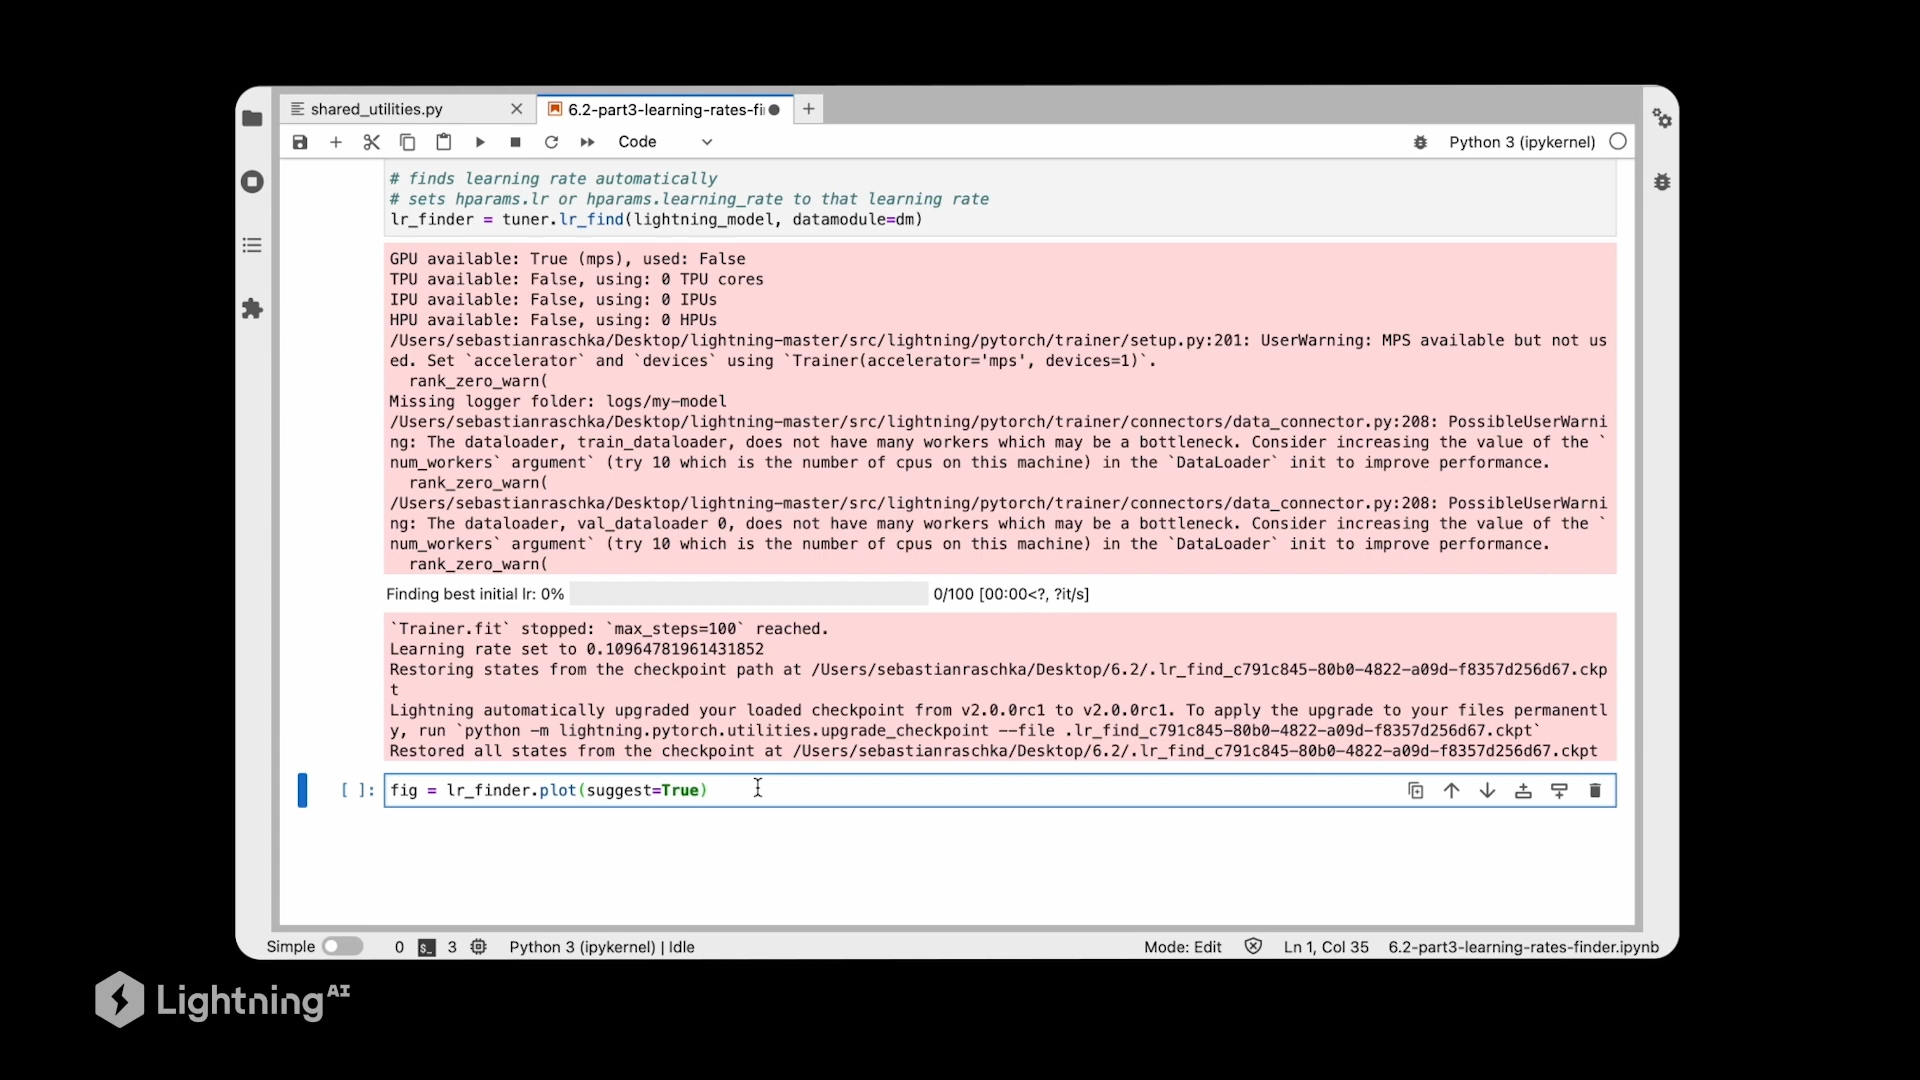 shared_utilities.py
6.2-part3-learning-rates-fi
Code
Python 3 (ipykernel)
# finds learning rate automatically
# sets hparams.lr or hparams.learning_rate to that learning rate
lr_finder = tuner.lr_find(lightning_model, datamodule=dm)
GPU available: True (mps), used: False
TPU available: False, using: 0 TPU cores
IPU available: False, using: 0 IPUs
HPU available: False, using: 0 HPUs
/Users/sebastianraschka/Desktop/lightning-master/src/lightning/pytorch/trainer/setup.py:201: UserWarning: MPS available but not us
ed. Set `accelerator` and `devices` using `Trainer(accelerator='mps', devices=1)`.
rank_zero_warn(
Missing logger folder: logs/my-model
/Users/sebastianraschka/Desktop/lightning-master/src/lightning/pytorch/trainer/connectors/data_connector.py:208: PossibleUserWarni
ng: The dataloader, train_dataloader, does not have many workers which may be a bottleneck. Consider increasing the value of the `
num_workers` argument` (try 10 which is the number of cpus on this machine) in the `DataLoader` init to improve performance.
rank_zero_warn(
/Users/sebastianraschka/Desktop/lightning-master/src/lightning/pytorch/trainer/connectors/data_connector.py:208: PossibleUserWarni
ng: The dataloader, val_dataloader 0, does not have many workers which may be a bottleneck. Consider increasing the value of the `
num_workers` argument` (try 10 which is the number of cpus on this machine) in the `DataLoader` init to improve performance.
rank_zero_warn(
Finding best initial lr: 0% 0/100 [00:00<?, ?it/s]
`Trainer.fit` stopped: `max_steps=100` reached.
Learning rate set to 0.10964781961431852
Restoring states from the checkpoint path at /Users/sebastianraschka/Desktop/6.2/.lr_find_c791c845-80b0-4822-a09d-f8357d256d67.ckp
t
Lightning automatically upgraded your loaded checkpoint from v2.0.0rc1 to v2.0.0rc1. To apply the upgrade to your files permanentl
y, run `python -m lightning.pytorch.utilities.upgrade_checkpoint --file .lr_find_c791c845-80b0-4822-a09d-f8357d256d67.ckpt`
Restored all states from the checkpoint at /Users/sebastianraschka/Desktop/6.2/.lr_find_c791c845-80b0-4822-a09d-f8357d256d67.ckpt
[ ]: fig = lr_finder.plot(suggest=True)
Simple 0 3 Python 3 (ipykernel) | Idle Mode: Edit Ln 1, Col 35 6.2-part3-learning-rates-finder.ipynb
Lightning AI